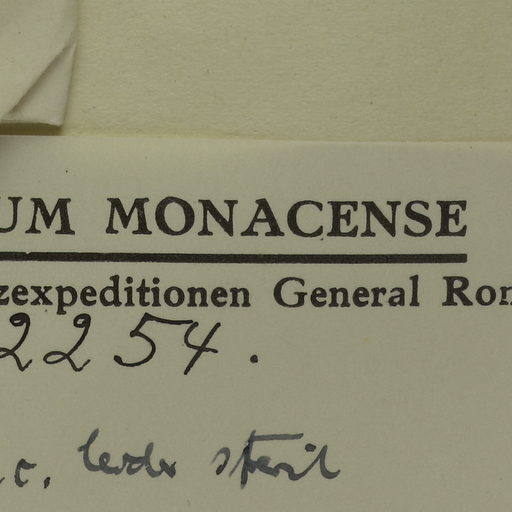 UM MONACENSE
zexpeditionen General Ron
2254.
c. leider steril